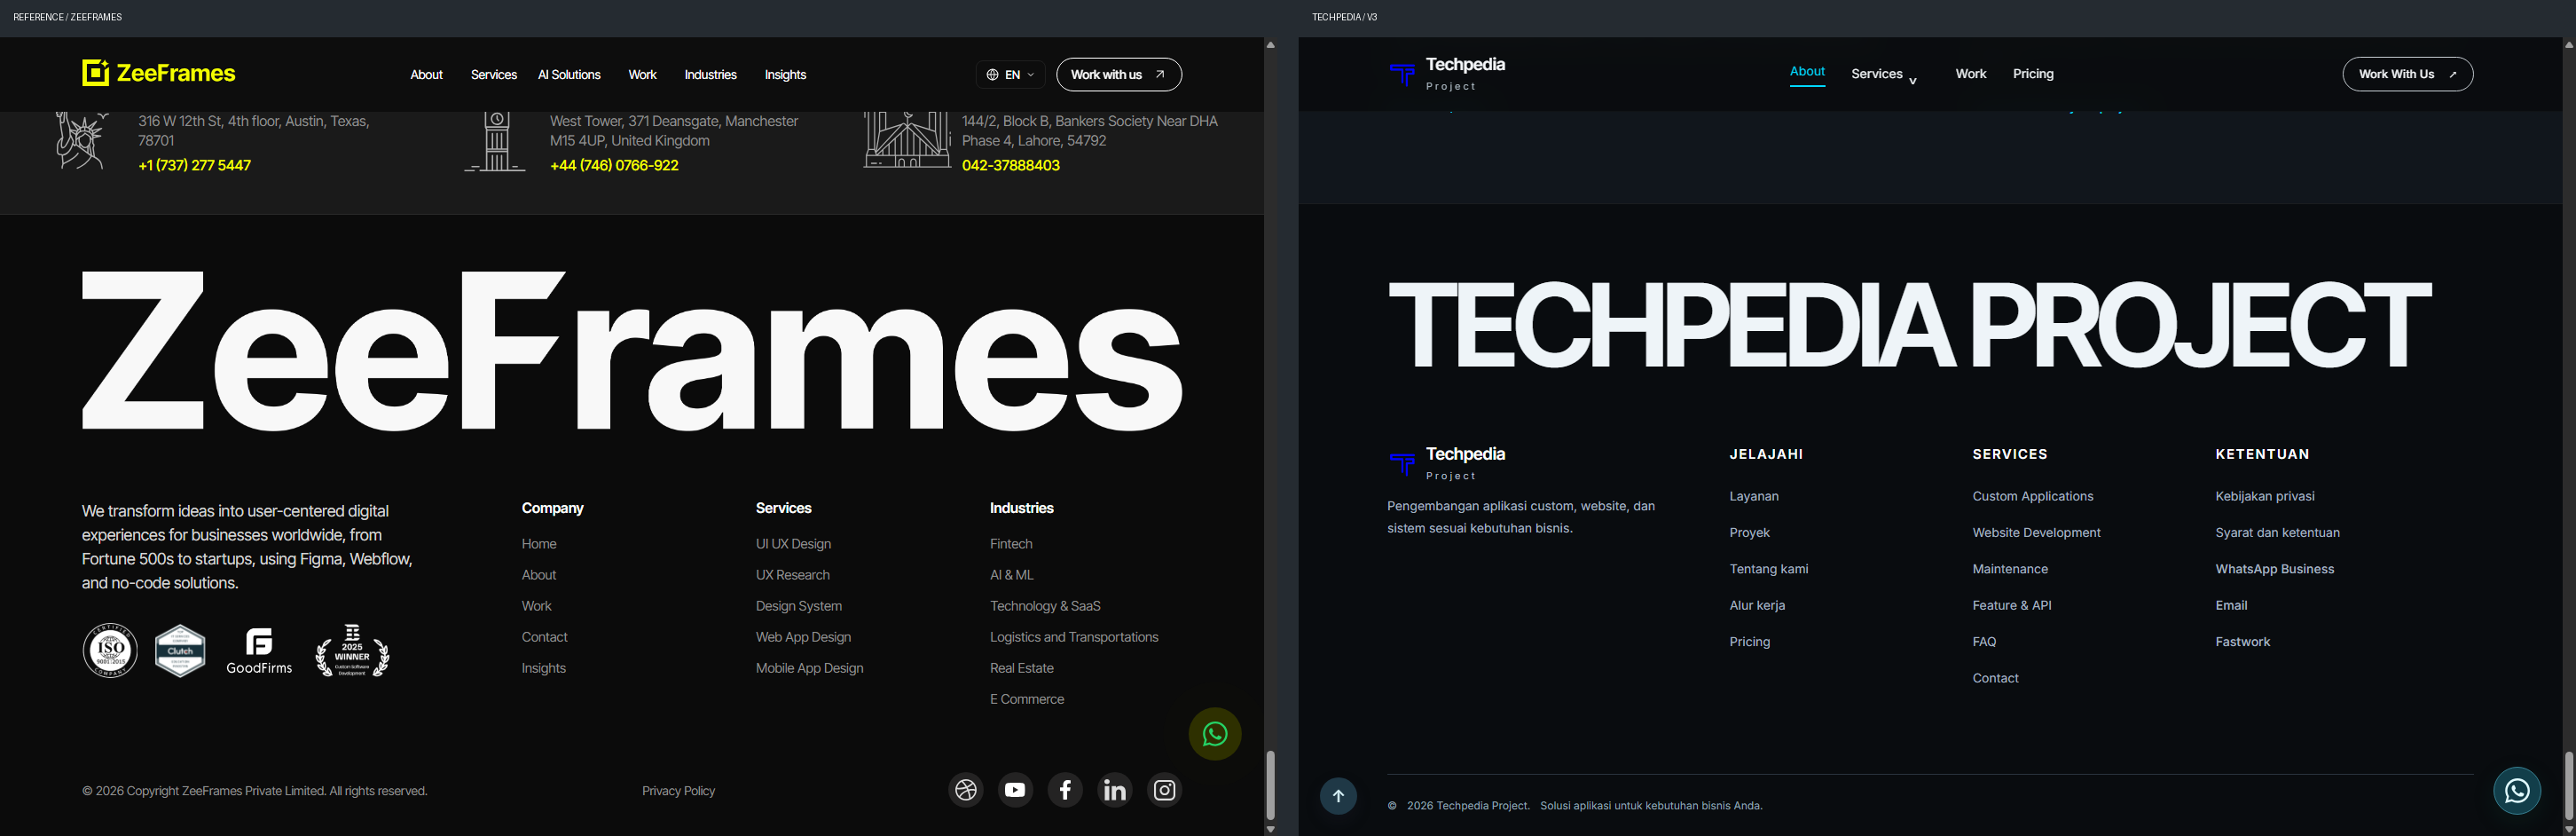 REFERENCE / ZEEFRAMES
ZeeFrames
About Services AI Solutions Work Industries Insights
EN
Work with us
316 W 12th St, 4th floor, Austin, Texas,
78701
+1 (737) 277 5447
West Tower, 371 Deansgate, Manchester
M15 4UP, United Kingdom
+44 (746) 0766-922
144/2, Block B, Bankers Society Near DHA
Phase 4, Lahore, 54792
042-37888403
ZeeFrames
We transform ideas into user-centered digital
experiences for businesses worldwide, from
Fortune 500s to startups, using Figma, Webflow,
and no-code solutions.
CERTIFIED
ISO
9001:2015
COMPANY
Clutch
GoodFirms
2025
WINNER
Custom Software
Development
Company
Home
About
Work
Contact
Insights
Services
UI UX Design
UX Research
Design System
Web App Design
Mobile App Design
Industries
Fintech
AI & ML
Technology & SaaS
Logistics and Transportations
Real Estate
E Commerce
© 2026 Copyright ZeeFrames Private Limited. All rights reserved.
Privacy Policy
TECHPEDIA / V3
Techpedia
Project
About Services Work Pricing
Work With Us
TECHPEDIA PROJECT
Techpedia
Project
Pengembangan aplikasi custom, website, dan
sistem sesuai kebutuhan bisnis.
JELAJAHI
Layanan
Proyek
Tentang kami
Alur kerja
Pricing
SERVICES
Custom Applications
Website Development
Maintenance
Feature & API
FAQ
Contact
KETENTUAN
Kebijakan privasi
Syarat dan ketentuan
WhatsApp Business
Email
Fastwork
© 2026 Techpedia Project. Solusi aplikasi untuk kebutuhan bisnis Anda.